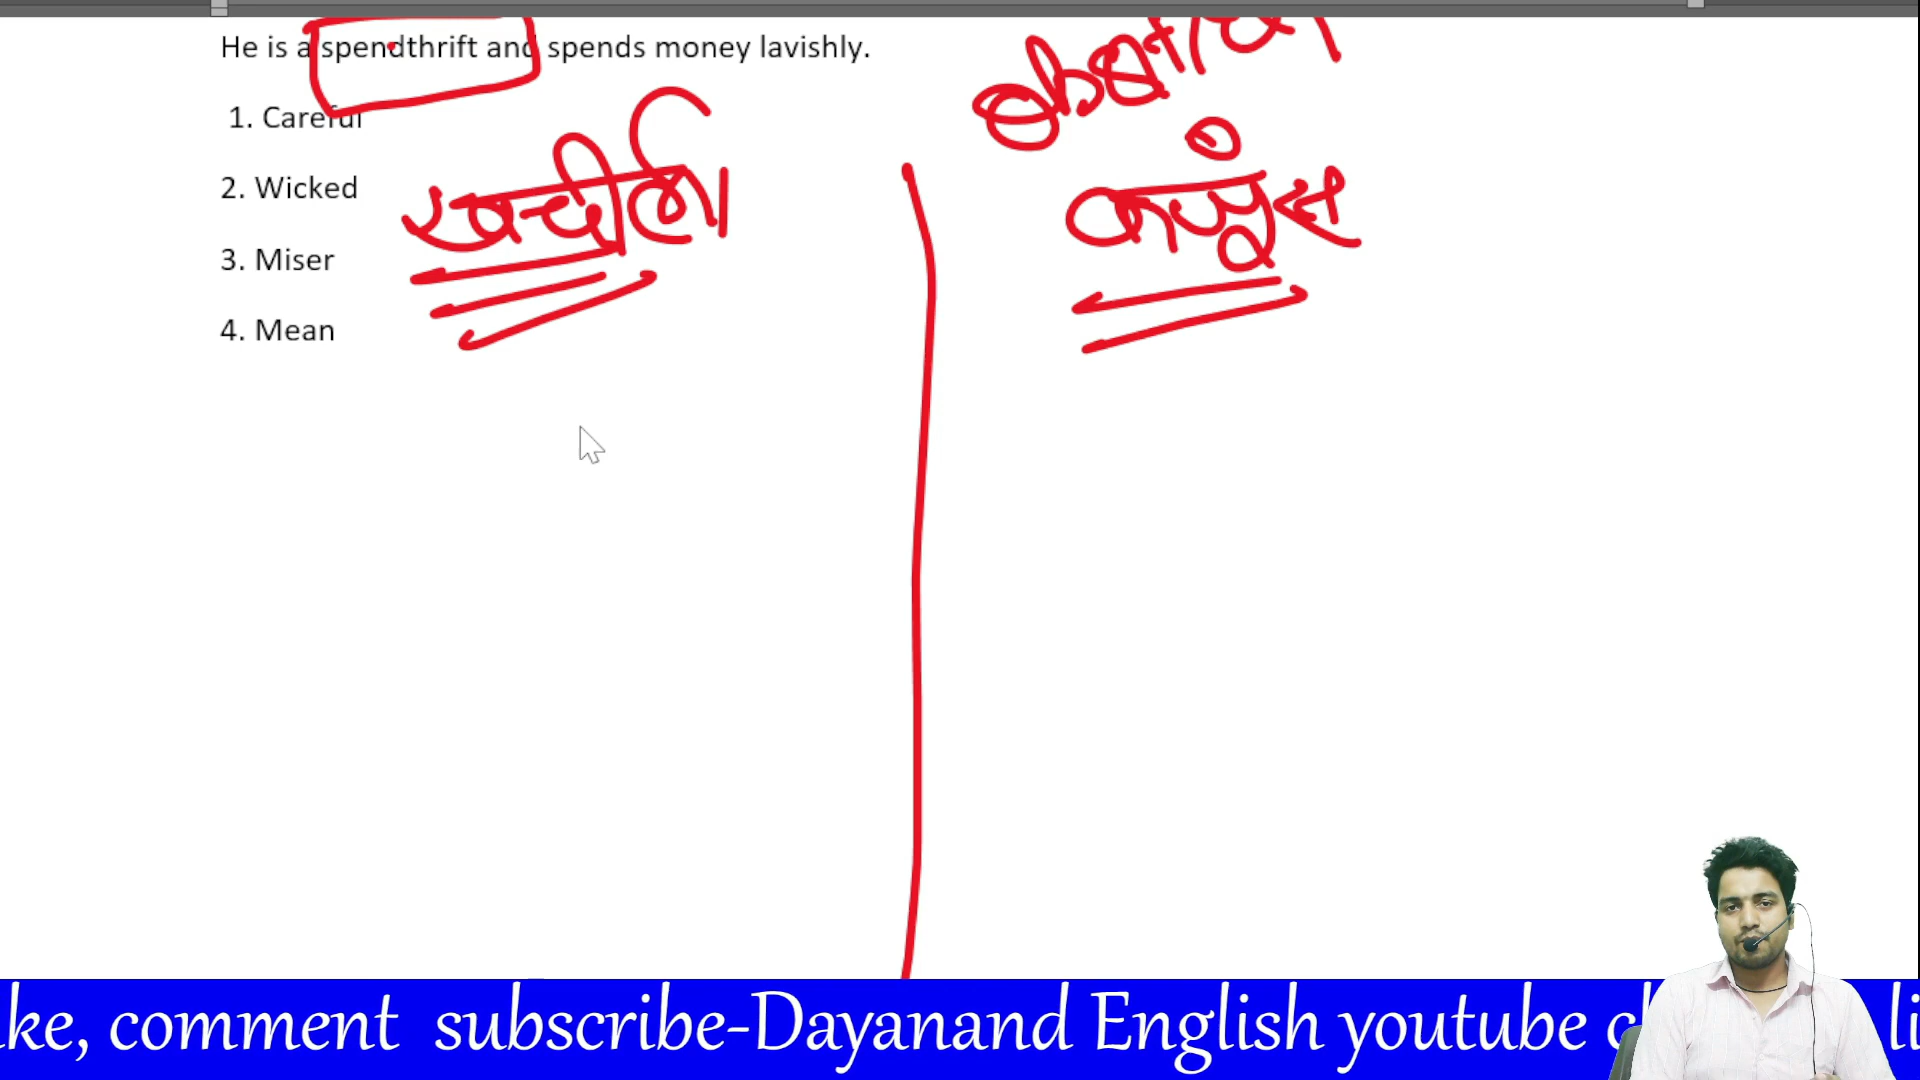 He is a spendthrift and spends money lavishly.
1. Careful
2. Wicked
3. Miser
4. Mean
खर्चीला
कंजूस
ke, comment subscribe-Dayanand English youtube c
li